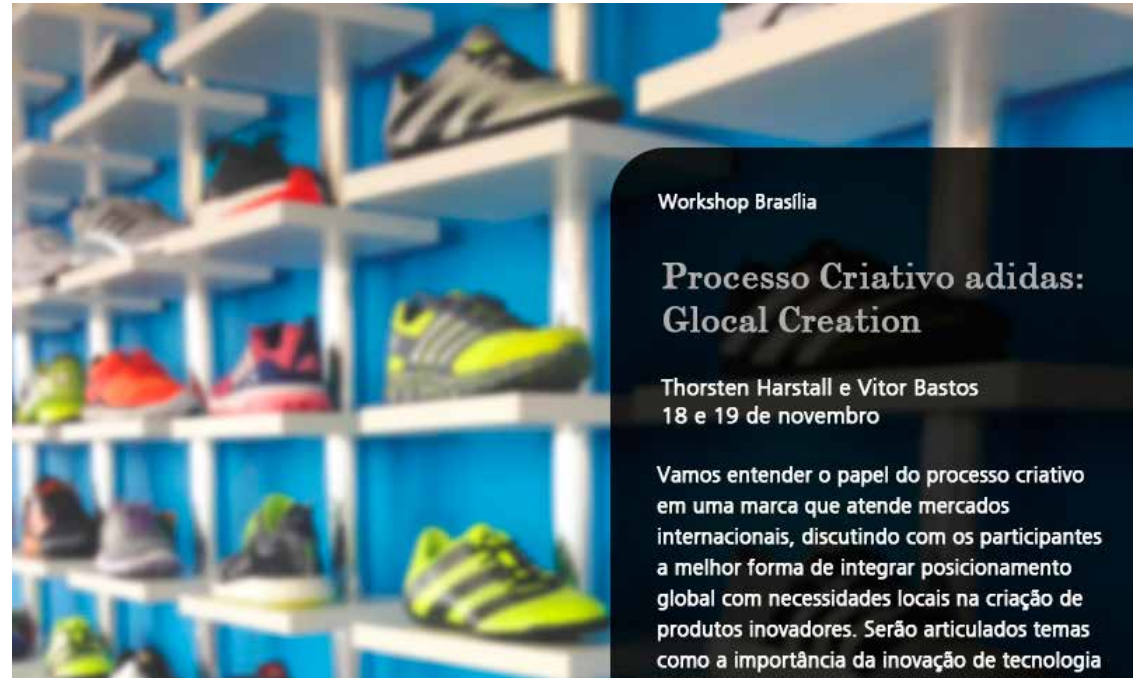 Workshop Brasília
Processo Criativo adidas:
Glocal Creation
Thorsten Harstall e Vitor Bastos
18 e 19 de novembro
Vamos entender o papel do processo criativo
em uma marca que atende mercados
internacionais, discutindo com os participantes
a melhor forma de integrar posicionamento
global com necessidades locais na criação de
produtos inovadores. Serão articulados temas
como a importância da inovação de tecnologia